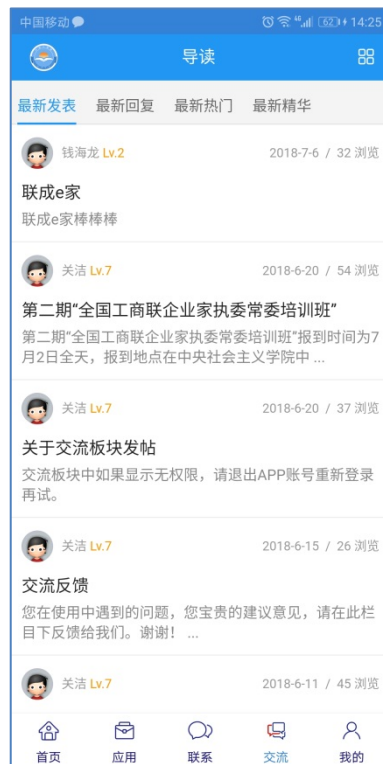 中国移动 62 14:25
导读
最新发表 最新回复 最新热门 最新精华
钱海龙 Lv.2 2018-7-6 / 32 浏览
联成e家
联成e家棒棒棒
关洁 Lv.7 2018-6-20 / 54 浏览
第二期“全国工商联企业家执委常委培训班”
第二期“全国工商联企业家执委常委培训班”报到时间为7
月2日全天，报到地点在中央社会主义学院中 ...
关洁 Lv.7 2018-6-20 / 37 浏览
关于交流板块发帖
交流板块中如果显示无权限，请退出APP账号重新登录
再试。
关洁 Lv.7 2018-6-15 / 26 浏览
交流反馈
您在使用中遇到的问题，您宝贵的建议意见，请在此栏
目下反馈给我们。谢谢！ ...
关洁 Lv.7 2018-6-11 / 45 浏览
首页 应用 联系 交流 我的